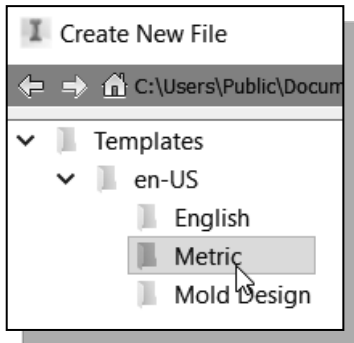 Create New File
C:\Users\Public\Docum
Templates
en-US
English
Metric
Mold Design